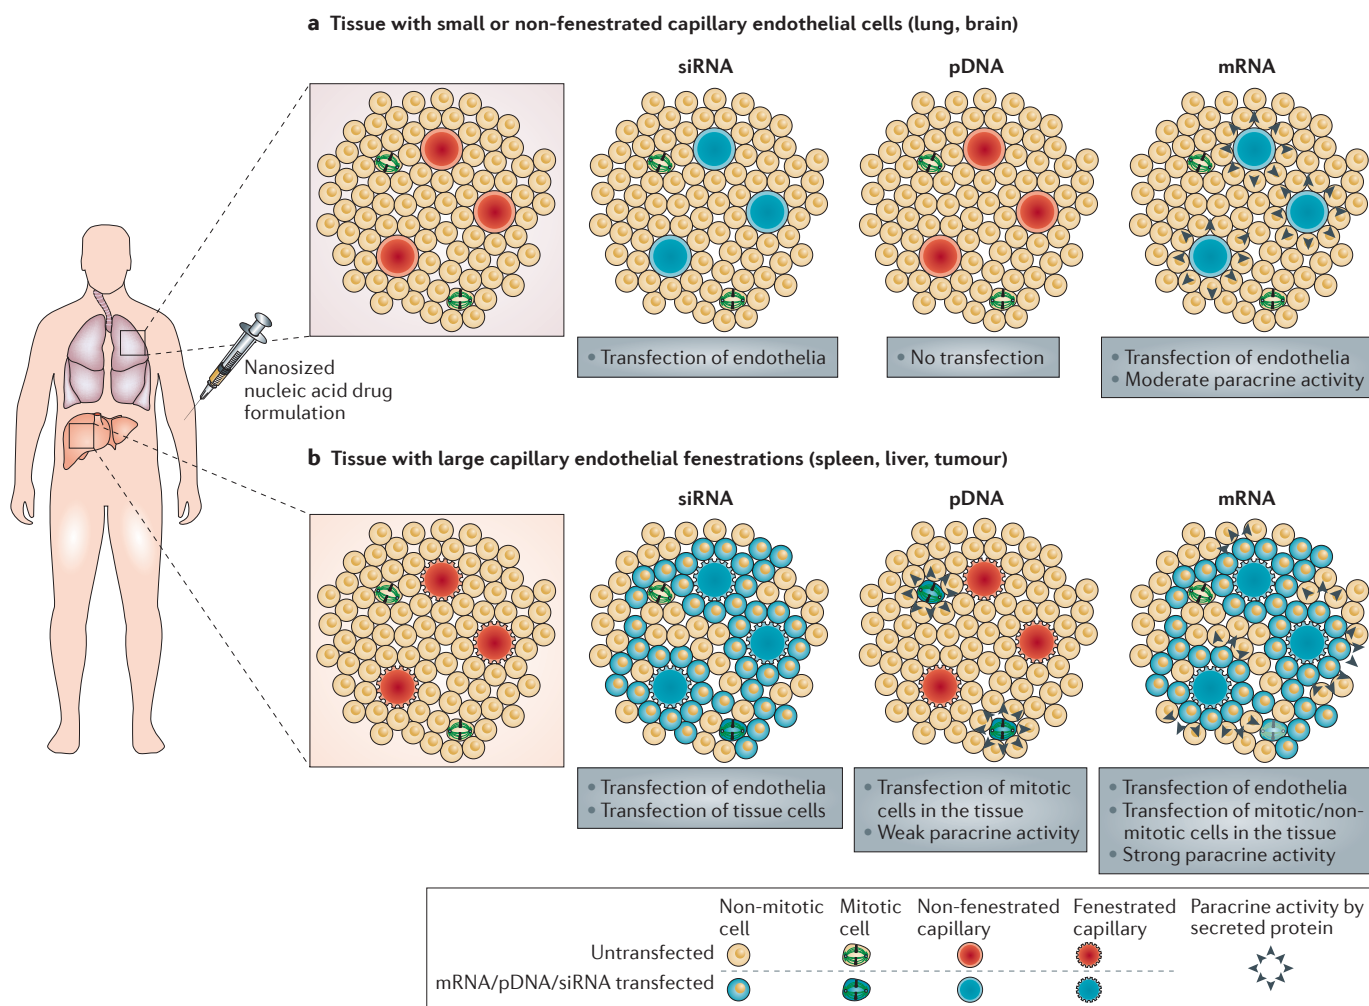 a Tissue with small or non-fenestrated capillary endothelial cells (lung, brain)
siRNA
pDNA
mRNA
• Transfection of endothelia
• No transfection
• Transfection of endothelia
• Moderate paracrine activity
Nanosized
nucleic acid drug
formulation
b Tissue with large capillary endothelial fenestrations (spleen, liver, tumour)
siRNA
pDNA
mRNA
• Transfection of endothelia
• Transfection of tissue cells
• Transfection of mitotic
cells in the tissue
• Weak paracrine activity
• Transfection of endothelia
• Transfection of mitotic/non-
mitotic cells in the tissue
• Strong paracrine activity
Non-mitotic
cell
Mitotic
cell
Non-fenestrated
capillary
Fenestrated
capillary
Paracrine activity by
secreted protein
Untransfected
mRNA/pDNA/siRNA transfected